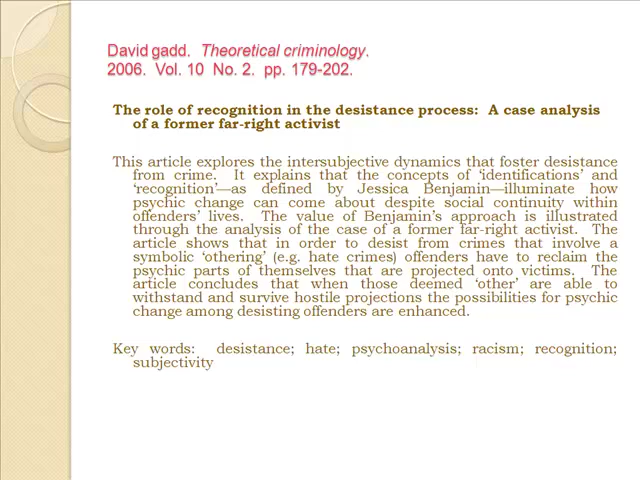 David gadd. Theoretical criminology.
2006. Vol. 10 No. 2. pp. 179-202.
The role of recognition in the desistance process: A case analysis
of a former far-right activist
This article explores the intersubjective dynamics that foster desistance
from crime. It explains that the concepts of ‘identifications’ and
‘recognition’—as defined by Jessica Benjamin—illuminate how
psychic change can come about despite social continuity within
offenders’ lives. The value of Benjamin’s approach is illustrated
through the analysis of the case of a former far-right activist. The
article shows that in order to desist from crimes that involve a
symbolic ‘othering’ (e.g. hate crimes) offenders have to reclaim the
psychic parts of themselves that are projected onto victims. The
article concludes that when those deemed ‘other’ are able to
withstand and survive hostile projections the possibilities for psychic
change among desisting offenders are enhanced.
Key words: desistance; hate; psychoanalysis; racism; recognition;
subjectivity